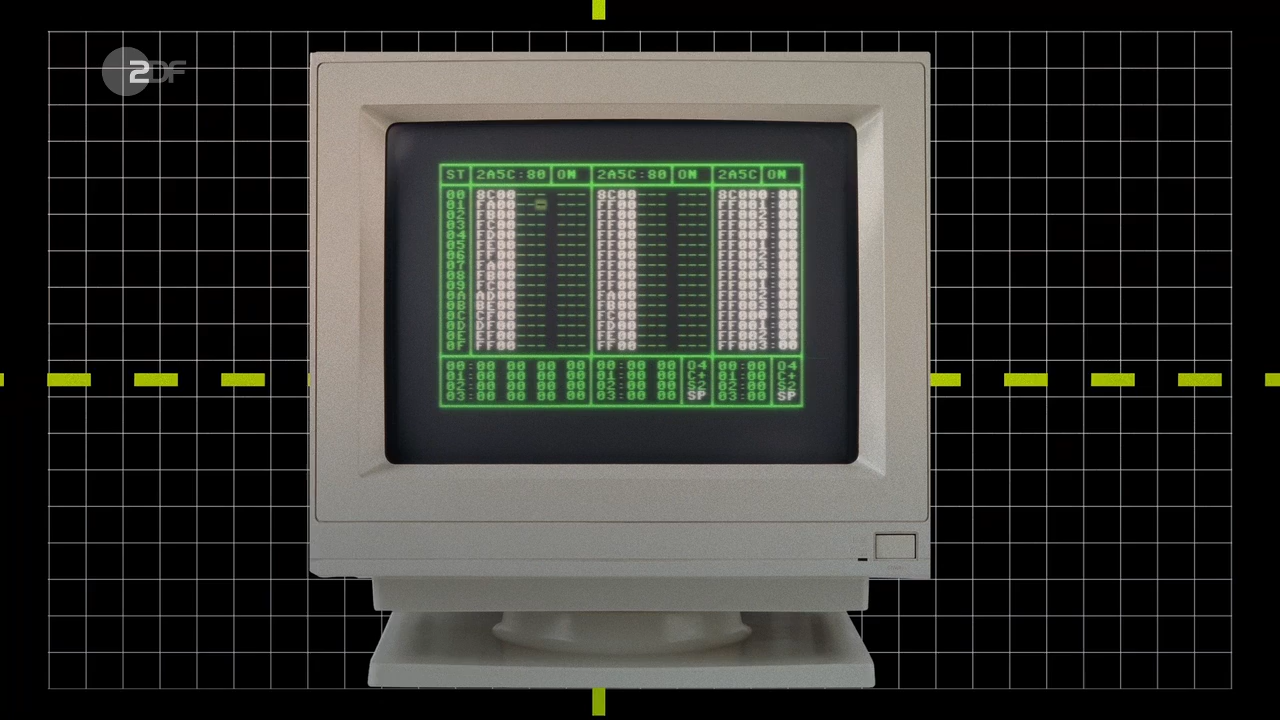 2DF
ST 2A5C:80 ON 2A5C:80 ON 2A5C ON
00 8C00--- --- 8C00--- --- 8C000:00
01 FA00--- --- FF00--- --- FF001:00
02 FB00--- --- FF00--- --- FF002:00
03 FC00--- --- FF00--- --- FF003:00
04 FD00--- --- FF00--- --- FF000:00
05 FE00--- --- FF00--- --- FF001:00
06 FF00--- --- FF00--- --- FF002:00
07 FA00--- --- FF00--- --- FF003:00
08 FB00--- --- FF00--- --- FF000:00
09 FC00--- --- FF00--- --- FF001:00
0A AD00--- --- FA00--- --- FF002:00
0B BE00--- --- FB00--- --- FF003:00
0C CF00--- --- FC00--- --- FF000:00
0D DF00--- --- FD00--- --- FF001:00
0E EF00--- --- FE00--- --- FF002:00
0F FF00--- --- FF00--- --- FF003:00
00:00 00 00 00 00:00 00 04 00:00 04
01:00 00 00 00 01:00 00 C+ 01:00 C+
02:00 00 00 00 02:00 00 S2 02:00 S2
03:00 00 00 00 03:00 00 SP 03:00 SP